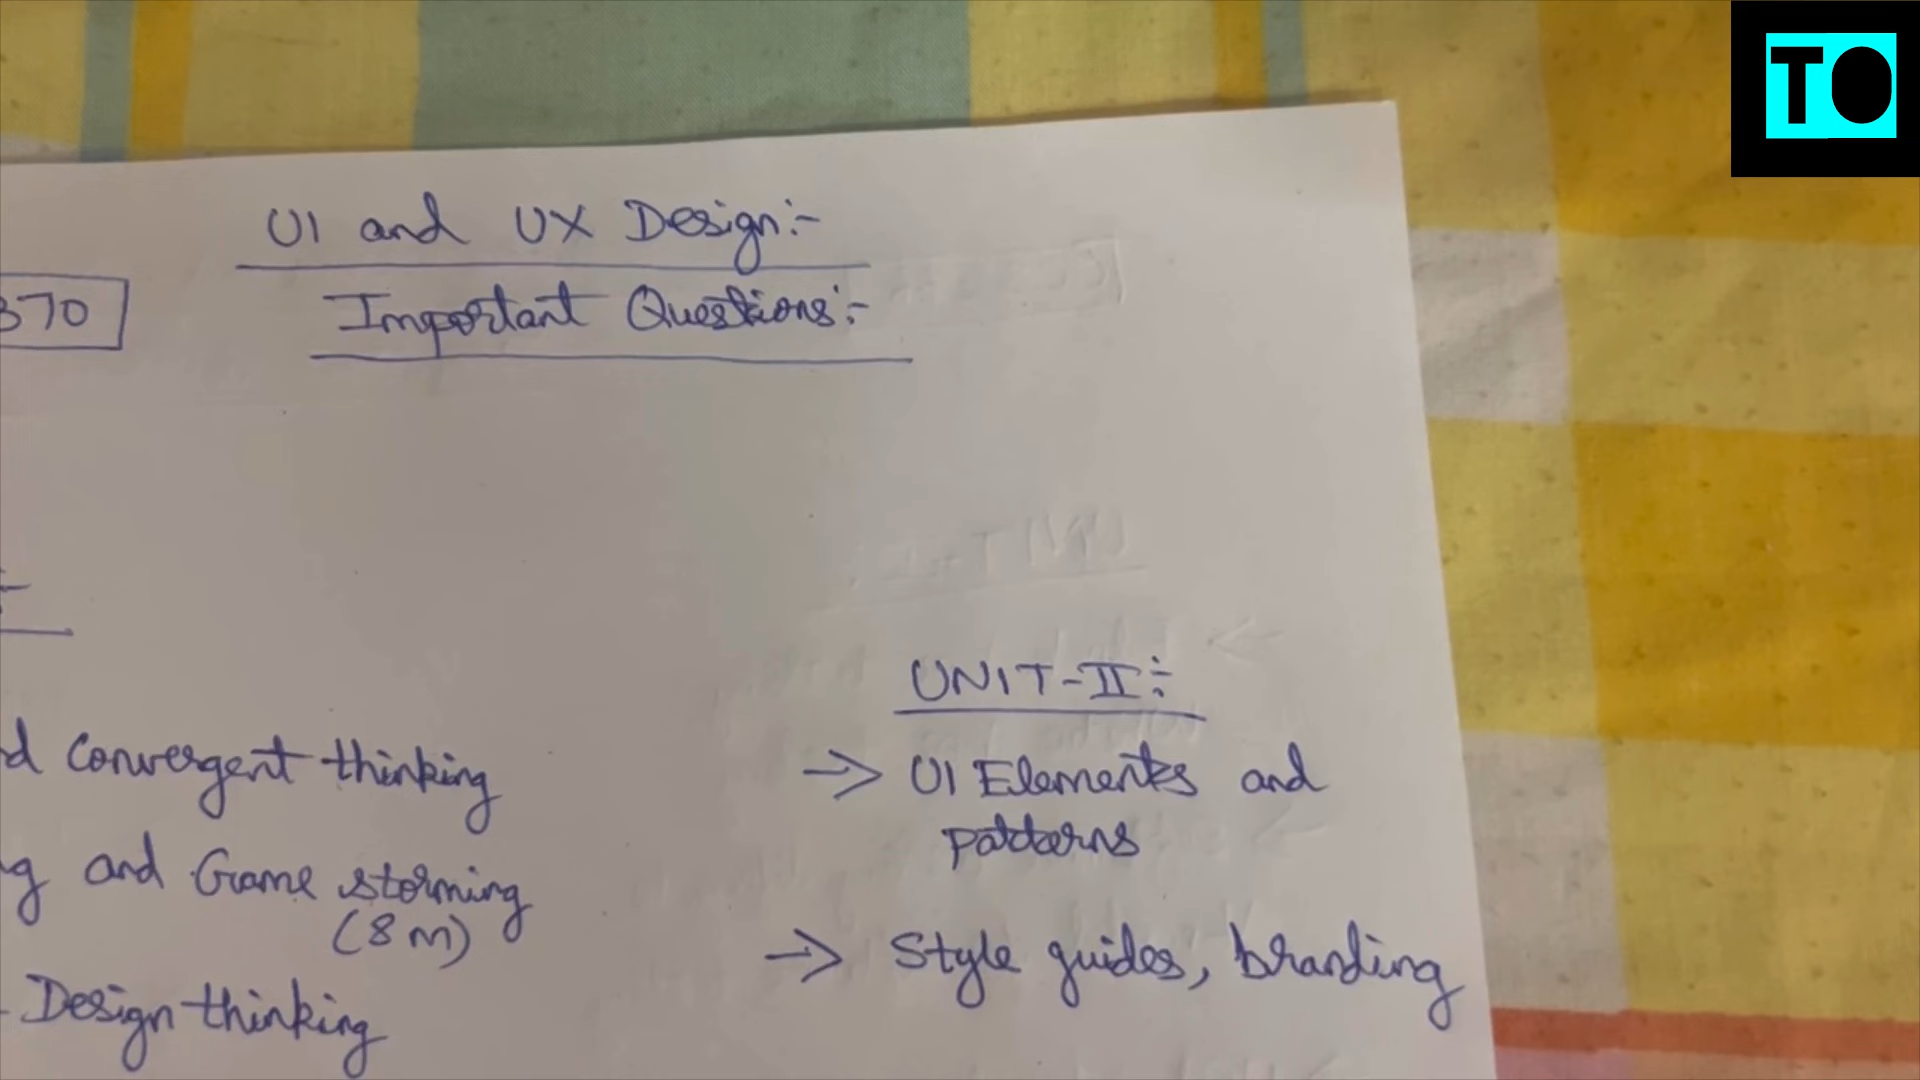 TO
UI and UX Design:-
370
Important Questions:-
d Convergent thinking
g and Game storming
(8m)
- Design thinking
UNIT-II:
→ UI Elements and
patterns
→ Style guides, branding